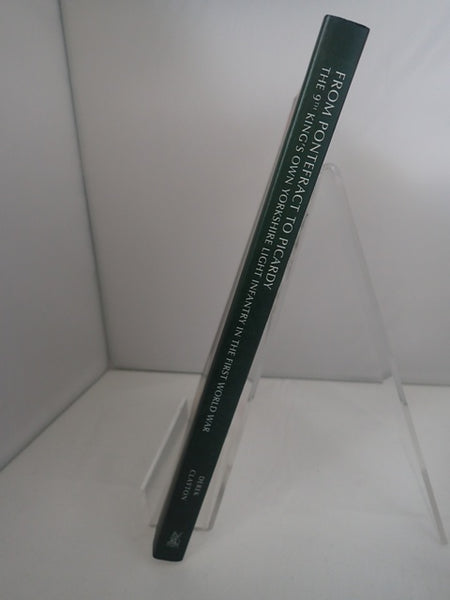 FROM PONTEFRACT TO PICARDY
THE 9TH KING'S OWN YORKSHIRE LIGHT INFANTRY IN THE FIRST WORLD WAR
DEREK
CLAYTON